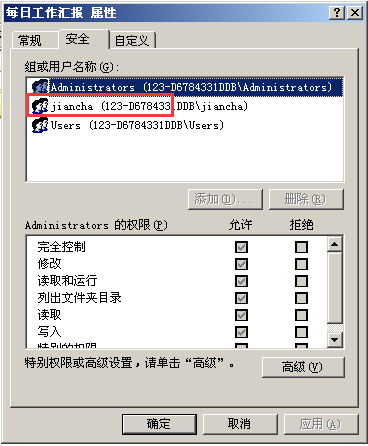 每日工作汇报 属性
常规 安全 自定义
组或用户名称(G):
Administrators (123-D6784331DDB\Administrators)
jiancha (123-D6784331DDB\jiancha)
Users (123-D6784331DDB\Users)
添加(D)... 删除(R)
Administrators 的权限(P) 允许 拒绝
完全控制
修改
读取和运行
列出文件夹目录
读取
写入
特别的权限
特别权限或高级设置，请单击“高级”。 高级(V)
确定 取消 应用(A)